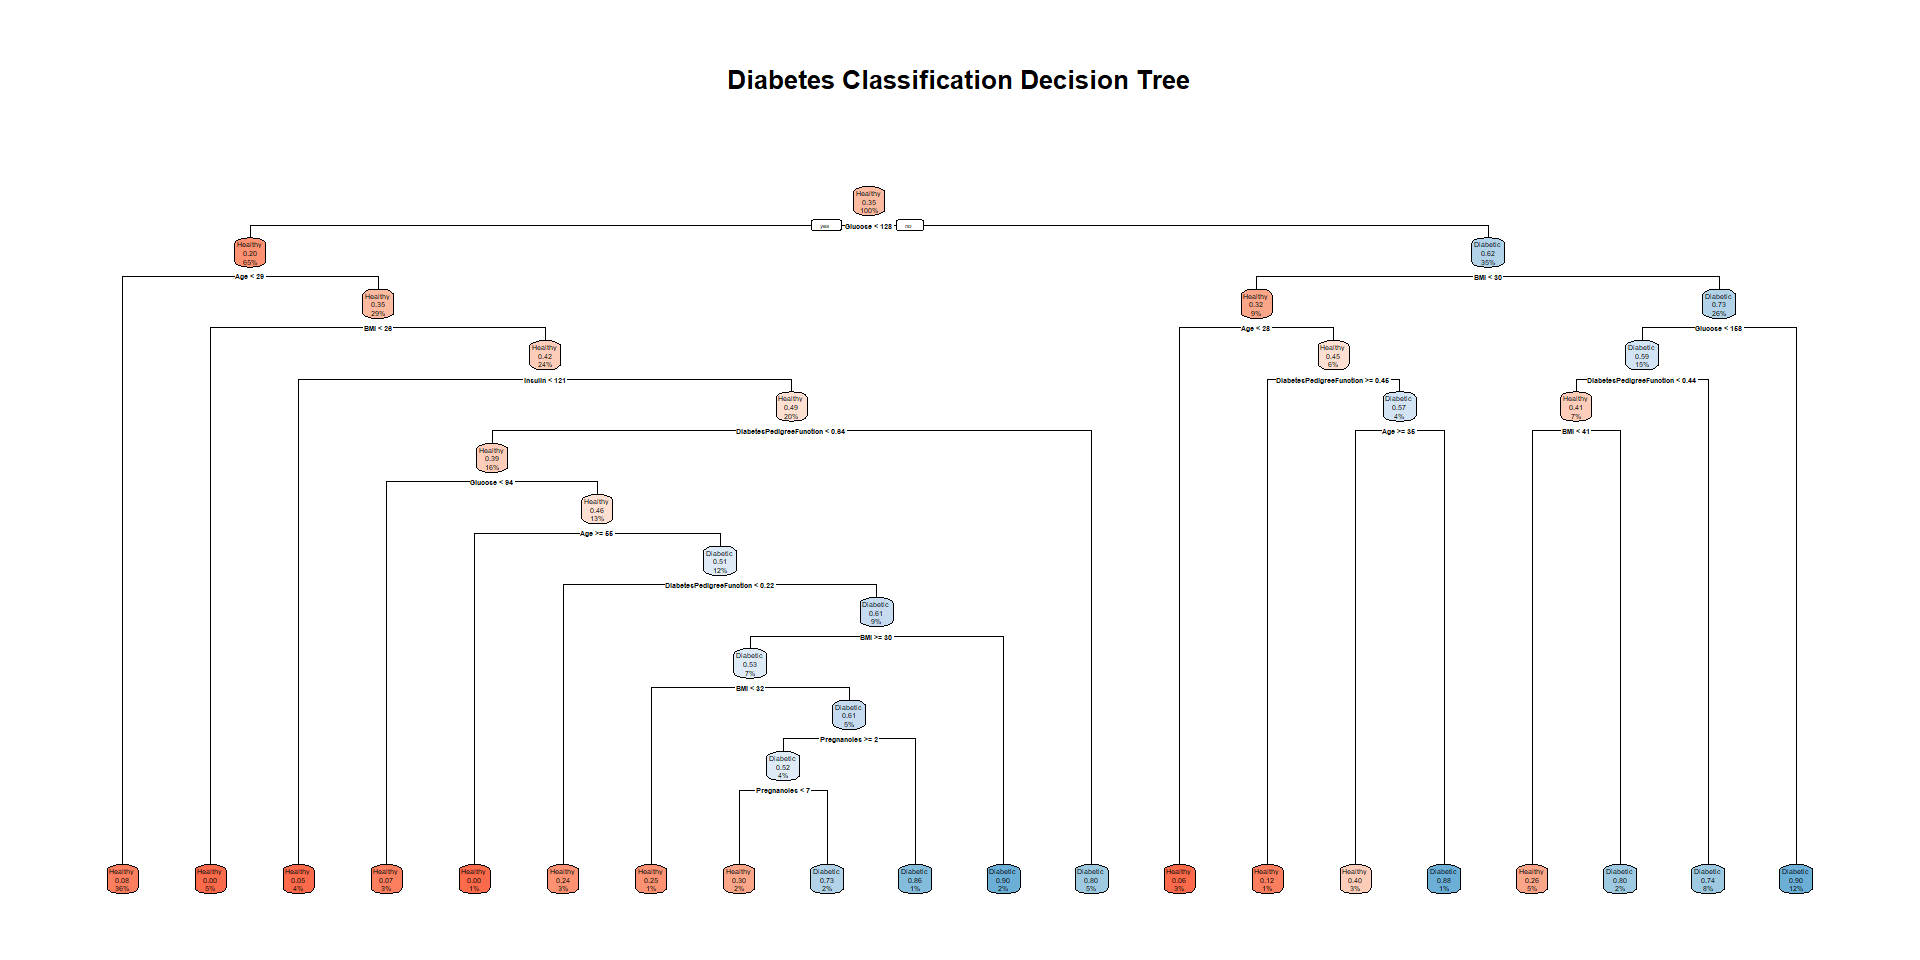 Diabetes Classification Decision Tree
Healthy
0.35
100%
yes
Glucose < 128
no
Healthy
0.20
65%
Diabetic
0.62
35%
Age < 29
BMI < 30
Healthy
0.35
29%
Healthy
0.32
9%
Diabetic
0.73
26%
BMI < 26
Age < 28
Glucose < 158
Healthy
0.42
24%
Healthy
0.45
6%
Diabetic
0.59
15%
Insulin < 121
DiabetesPedigreeFunction >= 0.45
DiabetesPedigreeFunction < 0.44
Healthy
0.49
20%
Diabetic
0.57
4%
Healthy
0.41
7%
DiabetesPedigreeFunction < 0.64
Age >= 35
BMI < 41
Healthy
0.39
16%
Glucose < 94
Healthy
0.46
13%
Age >= 55
Diabetic
0.51
12%
DiabetesPedigreeFunction < 0.22
Diabetic
0.61
9%
BMI >= 30
Diabetic
0.53
7%
BMI < 32
Diabetic
0.61
5%
Pregnancies >= 2
Diabetic
0.52
4%
Pregnancies < 7
Healthy
0.08
36%
Healthy
0.00
5%
Healthy
0.05
4%
Healthy
0.07
3%
Healthy
0.00
1%
Healthy
0.24
3%
Healthy
0.25
1%
Healthy
0.30
2%
Diabetic
0.73
2%
Diabetic
0.86
1%
Diabetic
0.90
2%
Diabetic
0.80
5%
Healthy
0.06
3%
Healthy
0.12
1%
Healthy
0.40
3%
Diabetic
0.88
1%
Healthy
0.26
5%
Diabetic
0.80
2%
Diabetic
0.74
8%
Diabetic
0.90
12%